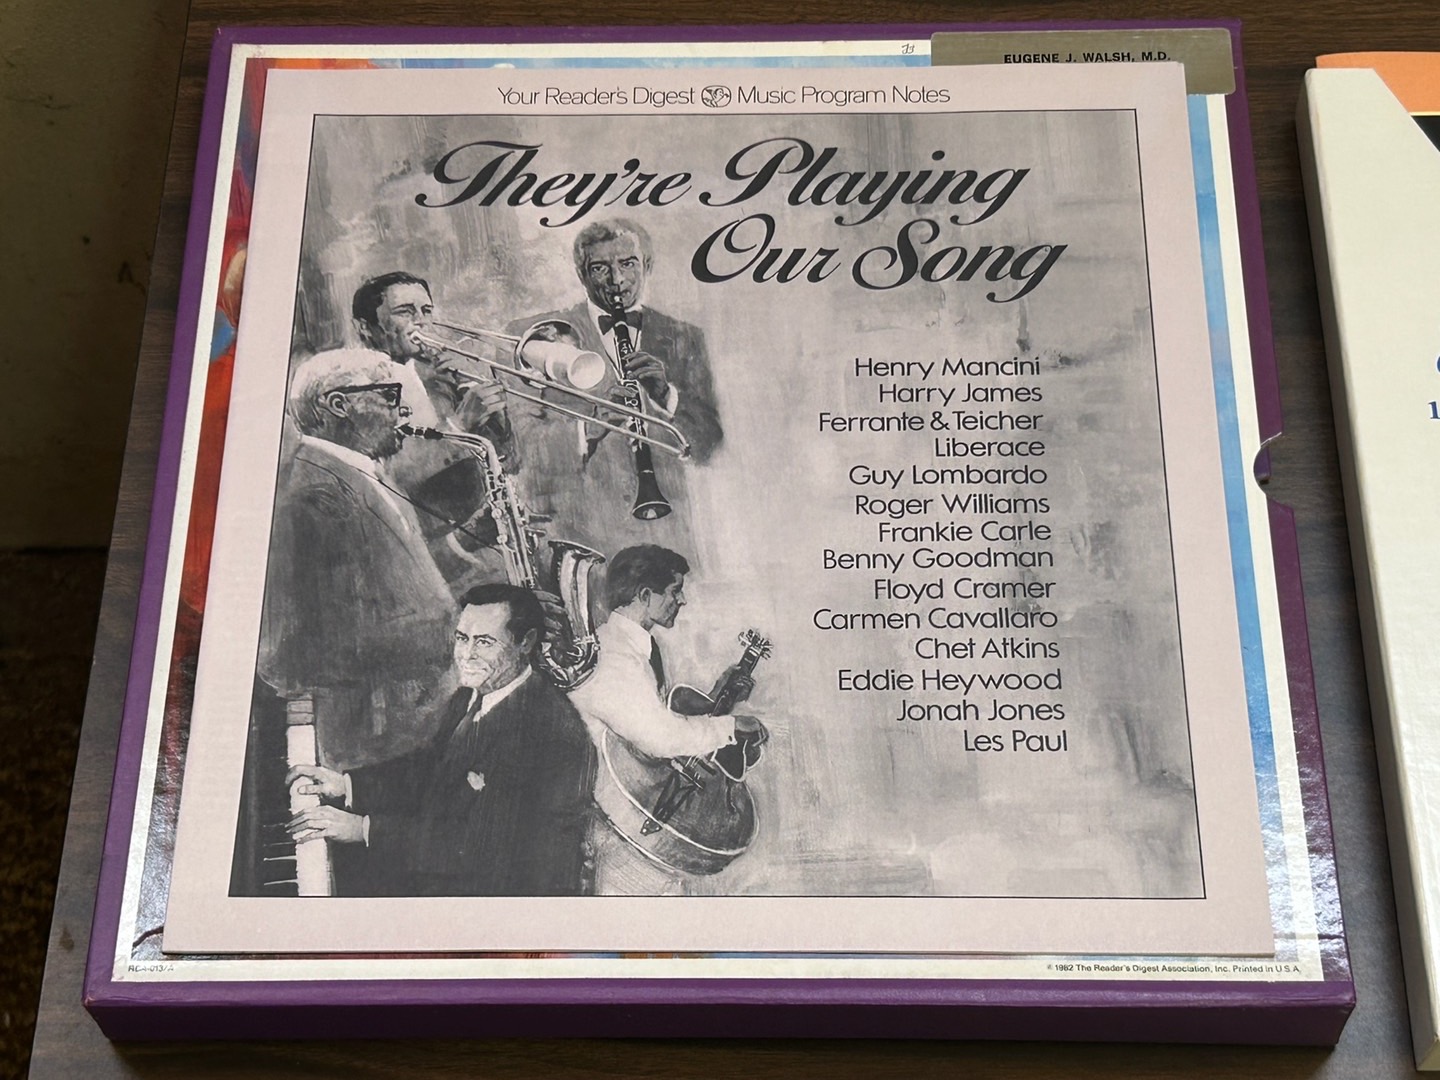 EUGENE J. WALSH, M.D.
Your Reader's Digest Music Program Notes
They're Playing
Our Song
Henry Mancini
Harry James
Ferrante & Teicher
Liberace
Guy Lombardo
Roger Williams
Frankie Carle
Benny Goodman
Floyd Cramer
Carmen Cavallaro
Chet Atkins
Eddie Heywood
Jonah Jones
Les Paul
© 1982 The Reader's Digest Association, Inc. Printed in U.S.A.